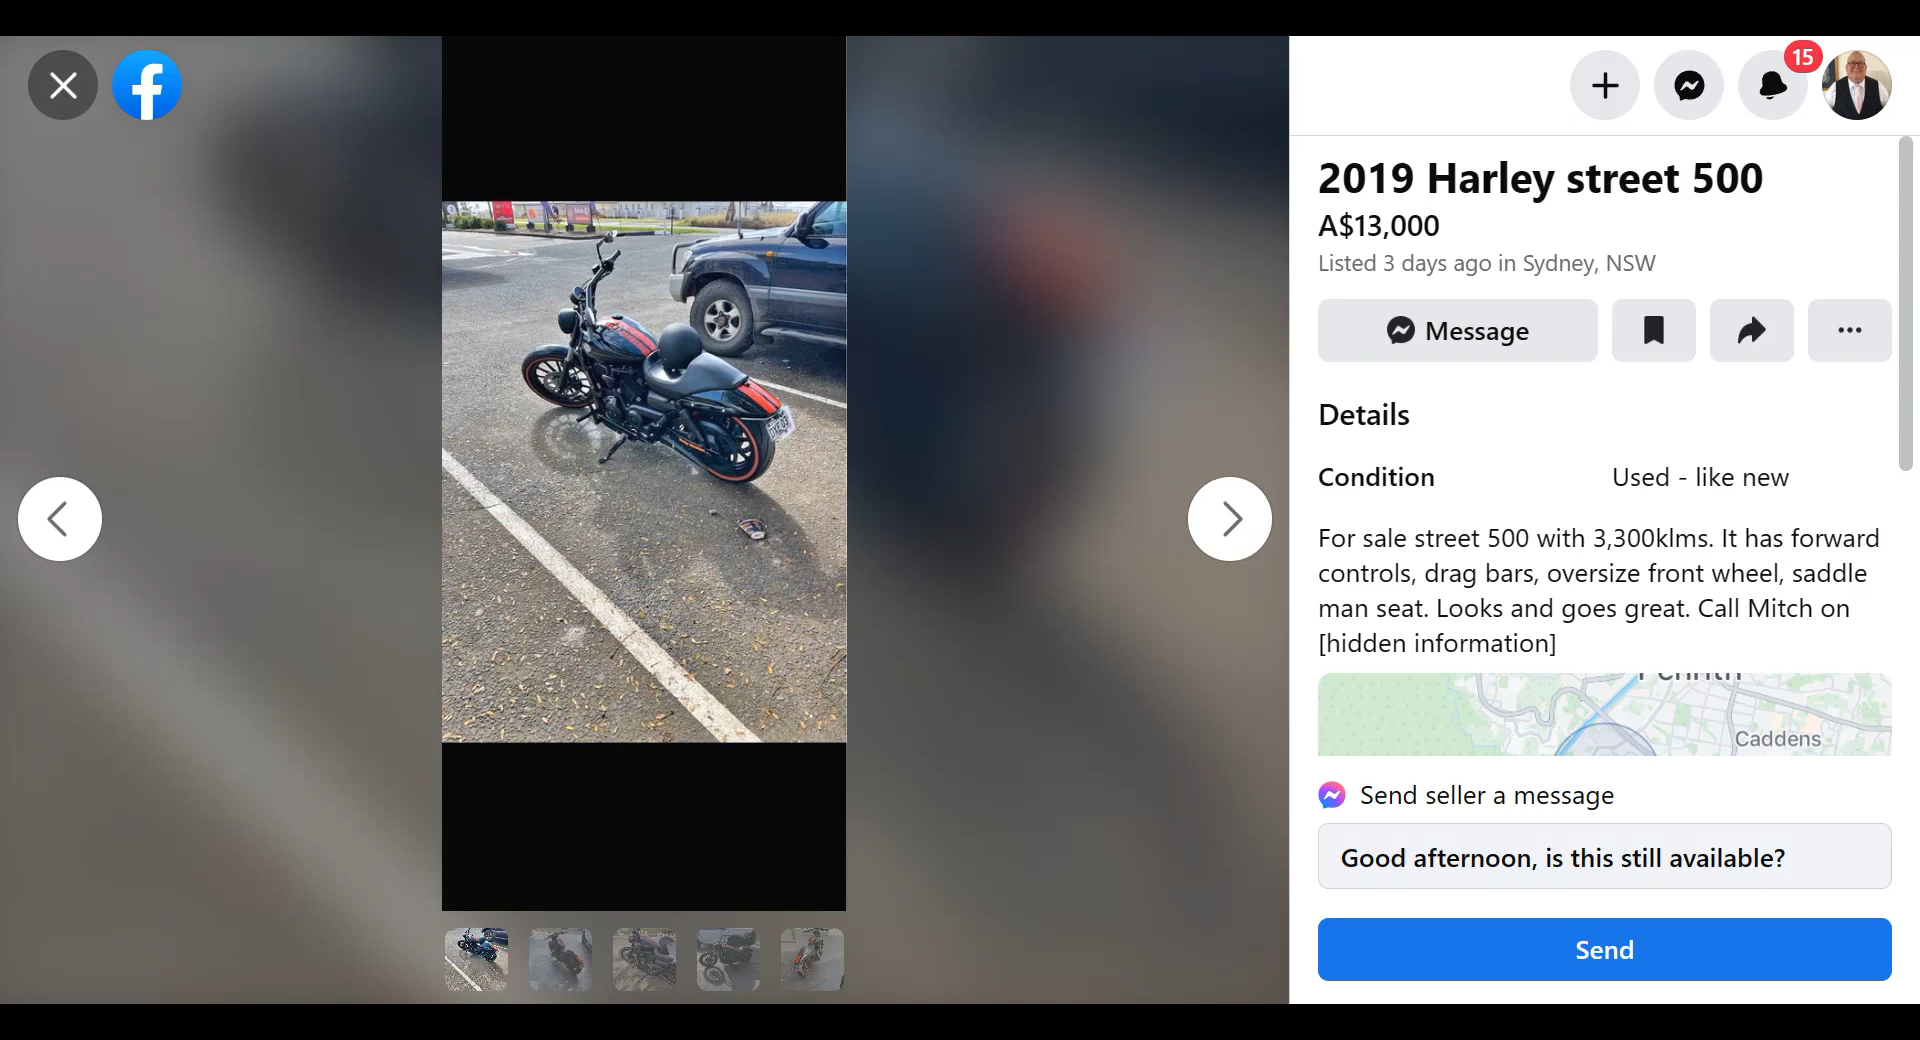 15
2019 Harley street 500
A$13,000
Listed 3 days ago in Sydney, NSW
Message
Details
Condition
Used - like new
For sale street 500 with 3,300klms. It has forward
controls, drag bars, oversize front wheel, saddle
man seat. Looks and goes great. Call Mitch on
[hidden information]
Penrith
Caddens
Send seller a message
Good afternoon, is this still available?
Send